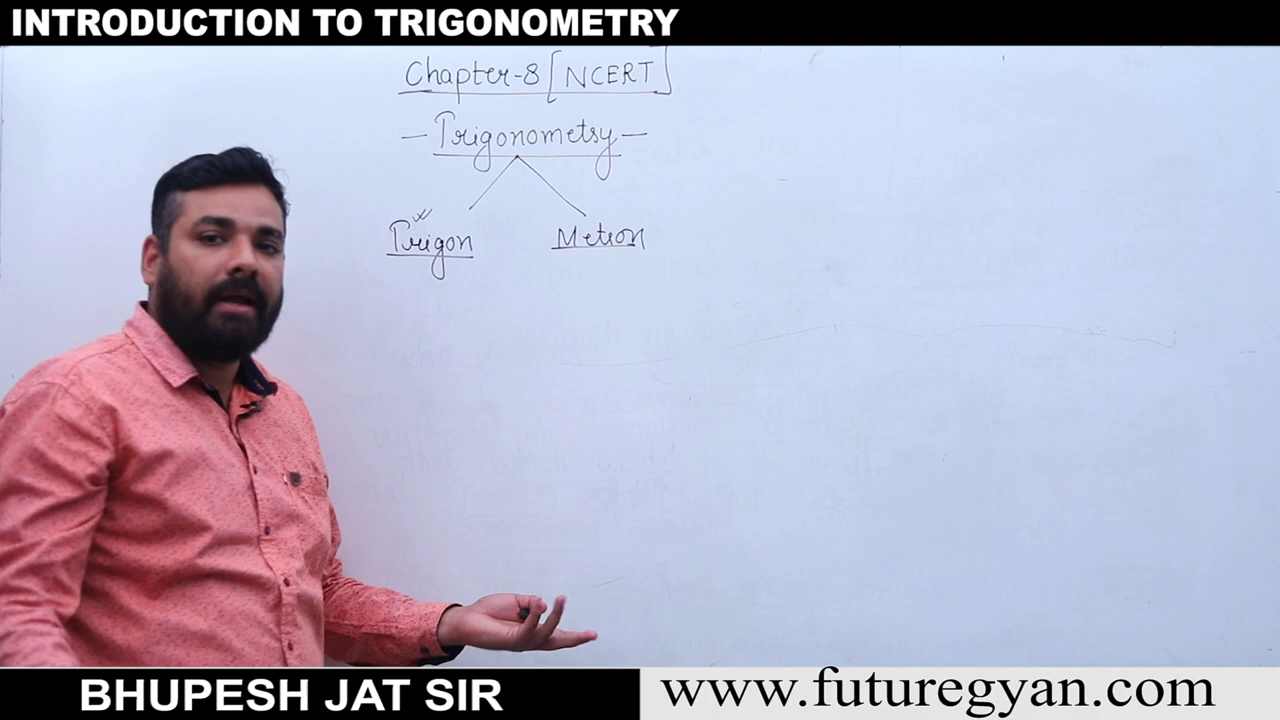 INTRODUCTION TO TRIGONOMETRY
Chapter-8 [NCERT]
- Trigonometry -
Trigon Metron
BHUPESH JAT SIR www.futuregyan.com